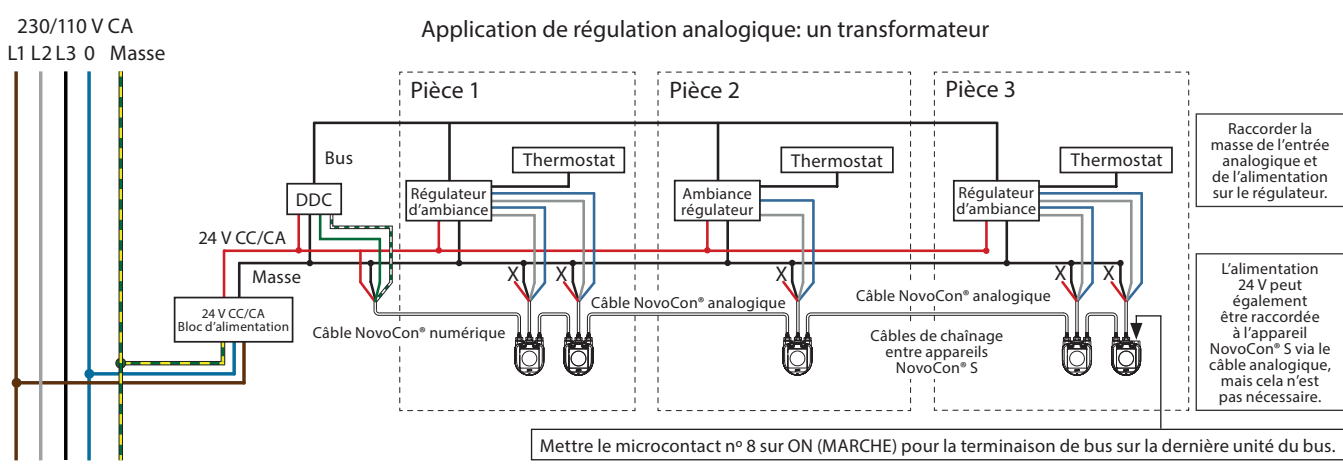 230/110 V CA
L1 L2 L3 0 Masse
Application de régulation analogique: un transformateur
Pièce 1
Pièce 2
Pièce 3
Bus
Thermostat
Thermostat
Thermostat
DDC
Régulateur
d'ambiance
Ambiance
régulateur
Régulateur
d'ambiance
24 V CC/CA
Masse
X
X
X
X
X
24 V CC/CA
Bloc d'alimentation
Câble NovoCon® numérique
Câble NovoCon® analogique
Câble NovoCon® analogique
Câbles de chaînage
entre appareils
NovoCon® S
Raccorder la
masse de l'entrée
analogique et
de l'alimentation
sur le régulateur.
L'alimentation
24 V peut
également
être raccordée
à l'appareil
NovoCon® S via le
câble analogique,
mais cela n'est
pas nécessaire.
Mettre le microcontact nº 8 sur ON (MARCHE) pour la terminaison de bus sur la dernière unité du bus.